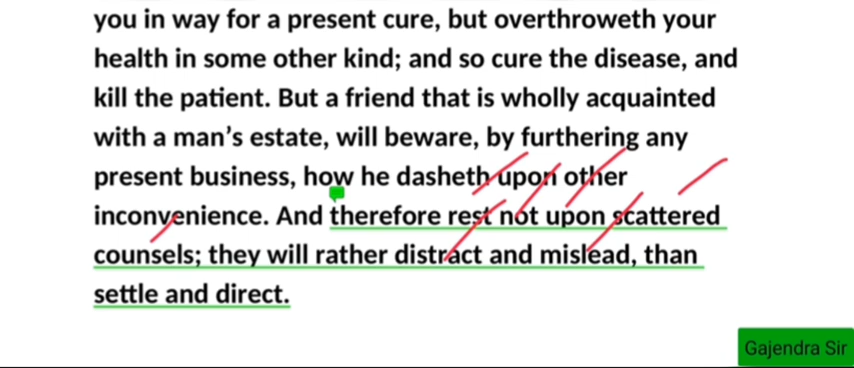 you in way for a present cure, but overthroweth your
health in some other kind; and so cure the disease, and
kill the patient. But a friend that is wholly acquainted
with a man’s estate, will beware, by furthering any
present business, how he dasheth upon other
inconvenience. And therefore rest not upon scattered
counsels; they will rather distract and mislead, than
settle and direct.
Gajendra Sir